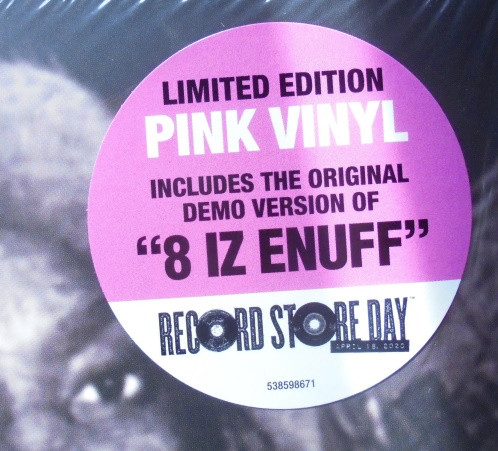 LIMITED EDITION
PINK VINYL
INCLUDES THE ORIGINAL
DEMO VERSION OF
“8 IZ ENUFF”
RECORD STORE DAY™
APRIL 18, 2020
538598671